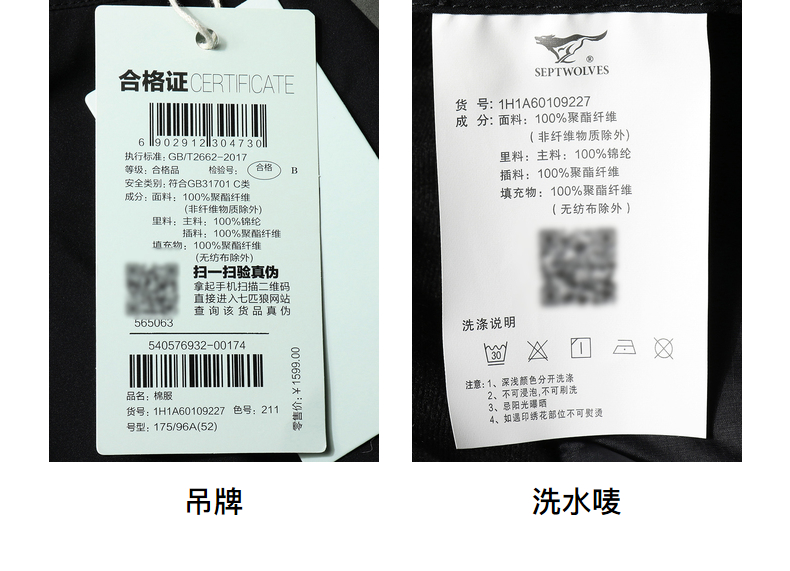 合格证CERTIFICATE
6 902912 304730
执行标准: GB/T2662-2017
等级: 合格品 检验号: 合格 B
安全类别: 符合GB31701 C类
成分: 面料: 100%聚酯纤维
(非纤维物质除外)
里料: 主料: 100%锦纶
插料: 100%聚酯纤维
填充物: 100%聚酯纤维
(无纺布除外)
扫一扫验真伪
拿起手机扫描二维码
直接进入七匹狼网站
查询该货品真伪
565063
540576932-00174
品名: 棉服
货号: 1H1A60109227 色号: 211
号型: 175/96A(52)
零售价: ¥1599.00
吊牌
®
SEPTWOLVES
货 号: 1H1A60109227
成 分: 面料: 100%聚酯纤维
(非纤维物质除外)
里料: 主料: 100%锦纶
插料: 100%聚酯纤维
填充物: 100%聚酯纤维
(无纺布除外)
洗涤说明
30
注意: 1、深浅颜色分开洗涤
2、不可浸泡,不可刷洗
3、忌阳光曝晒
4、如遇印绣花部位不可熨烫
洗水唛